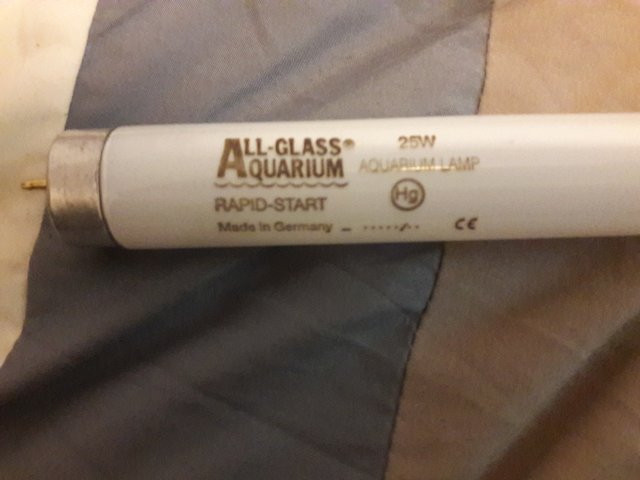 ALL-GLASS®
AQUARIUM
RAPID-START
Made in Germany
25W
AQUARIUM LAMP
Hg
CE